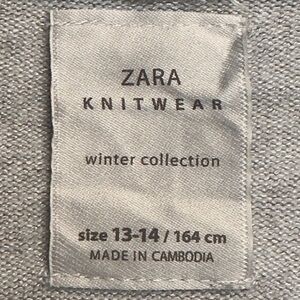 ZARA
KNITWEAR
winter collection
size 13-14 / 164 cm
MADE IN CAMBODIA